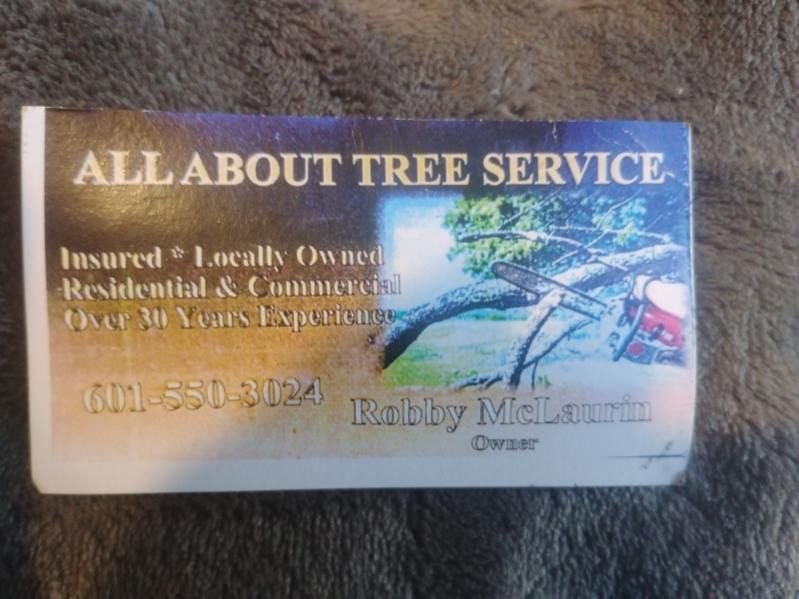 ALL ABOUT TREE SERVICE
Insured * Locally Owned
Residential & Commercial
Over 30 Years Experience
601-550-3024
Robby McLaurin
Owner